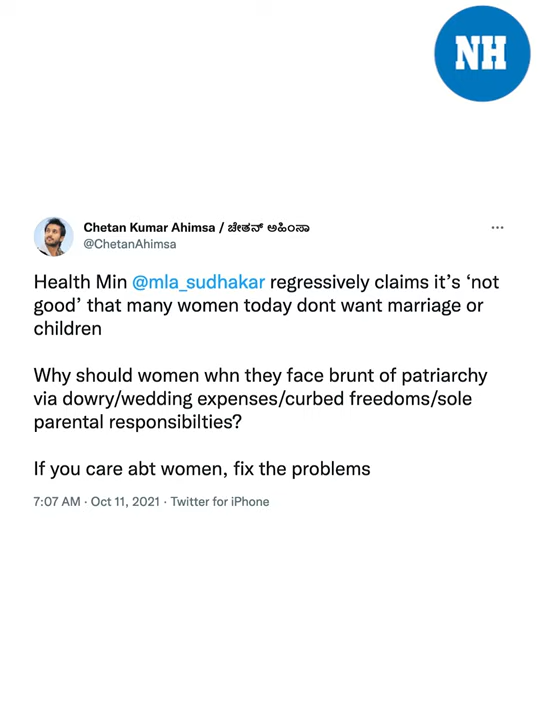 NH
Chetan Kumar Ahimsa / ಚೇತನ್ ಅಹಿಂಸಾ
@ChetanAhimsa
Health Min @mla_sudhakar regressively claims it’s ‘not
good’ that many women today dont want marriage or
children
Why should women whn they face brunt of patriarchy
via dowry/wedding expenses/curbed freedoms/sole
parental responsibilties?
If you care abt women, fix the problems
7:07 AM · Oct 11, 2021 · Twitter for iPhone